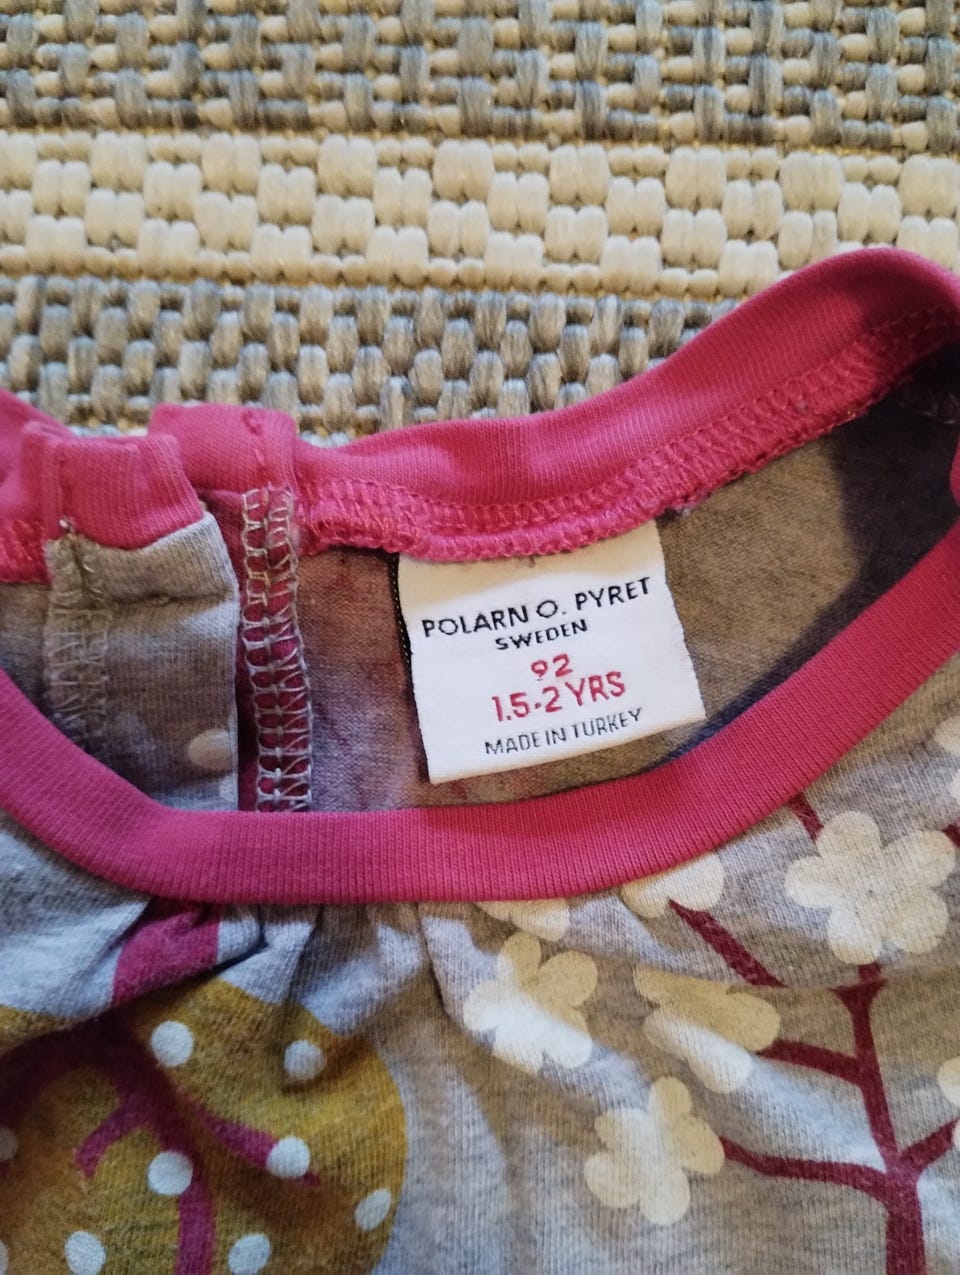 POLARN O. PYRET
SWEDEN
92
1.5-2 YRS
MADE IN TURKEY